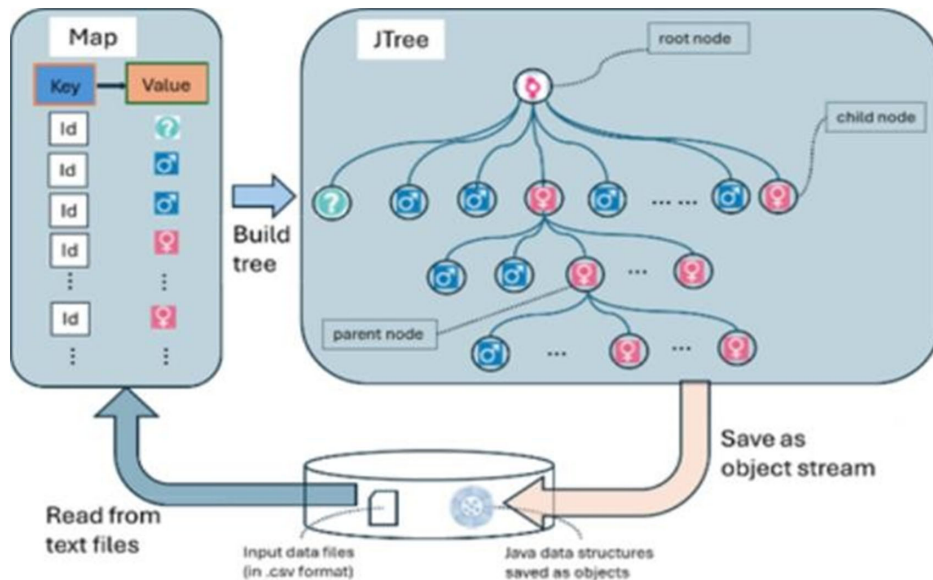 Map
Key
Value
Id
Id
Id
Id
Id
Build
tree
JTree
root node
child node
parent node
Save as
object stream
Read from
text files
Input data files
(in .csv format)
Java data structures
saved as objects